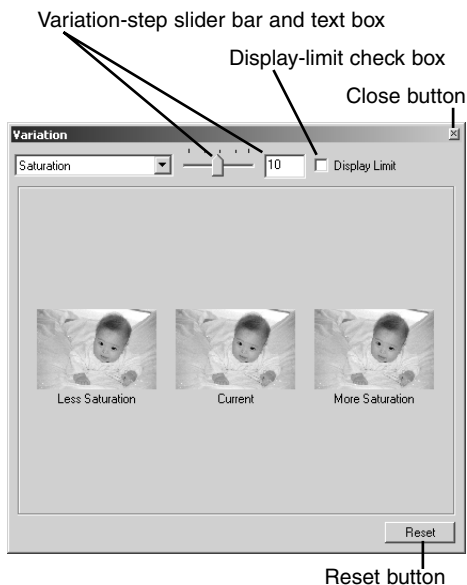 Variation-step slider bar and text box
Display-limit check box
Close button
Variation
Saturation
10
Display Limit
Less Saturation
Current
More Saturation
Reset
Reset button